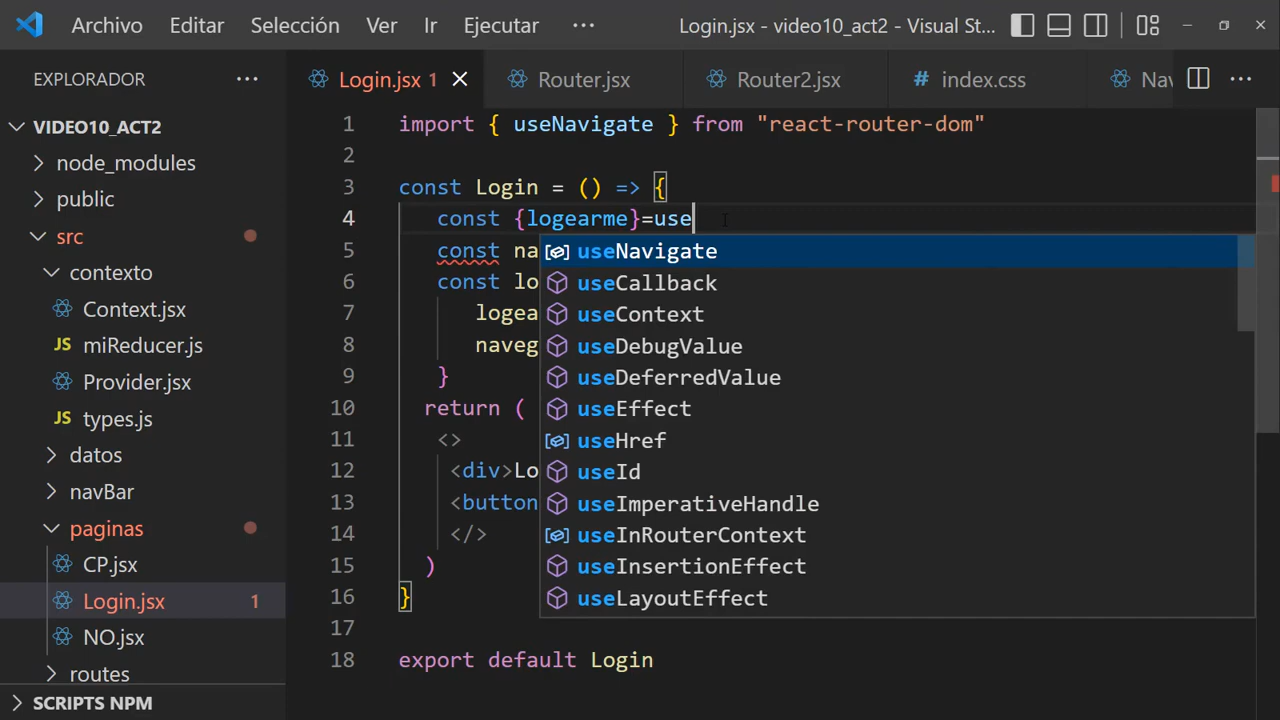 Archivo Editar Selección Ver Ir Ejecutar ··· Login.jsx - video10_act2 - Visual St...
EXPLORADOR ···
Login.jsx 1 Router.jsx Router2.jsx # index.css Nav ···
VIDEO10_ACT2
node_modules
public
src
contexto
Context.jsx
JS miReducer.js
Provider.jsx
JS types.js
datos
navBar
paginas
CP.jsx
Login.jsx 1
NO.jsx
routes
SCRIPTS NPM
1 import { useNavigate } from "react-router-dom"
2
3 const Login = () => {
4 const {logearme}=use
5 const na
6 const lo
7 logea
8 naveg
9 }
10 return (
11 <>
12 <div>Lo
13 <button
14 </>
15 )
16 }
17
18 export default Login
useNavigate
useCallback
useContext
useDebugValue
useDeferredValue
useEffect
useHref
useId
useImperativeHandle
useInRouterContext
useInsertionEffect
useLayoutEffect